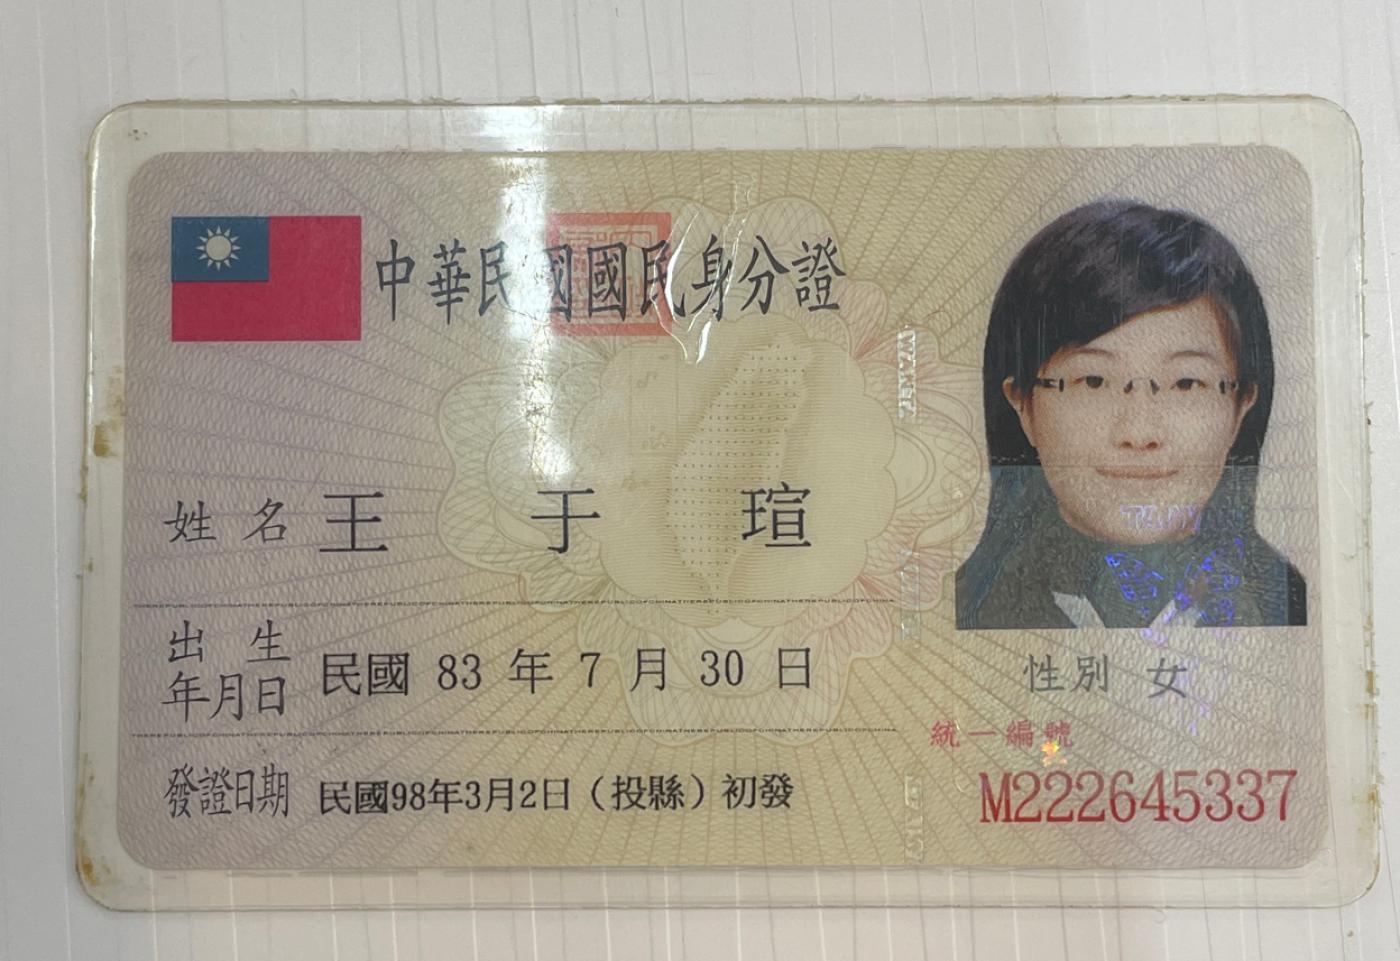 中華民國國民身分證
姓名 王于瑄
出生年月日 民國 83 年 7 月 30 日
性別 女
發證日期 民國98年3月2日（投縣）初發
統一編號
M222645337
TAIWAN